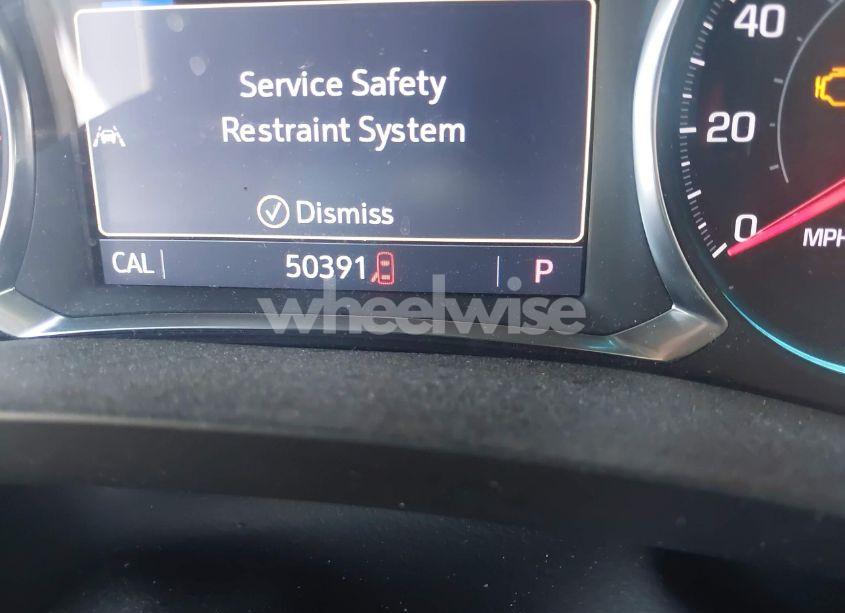 Service Safety
Restraint System
Dismiss
CAL
50391
P
40
20
0
MPH
wheelwise